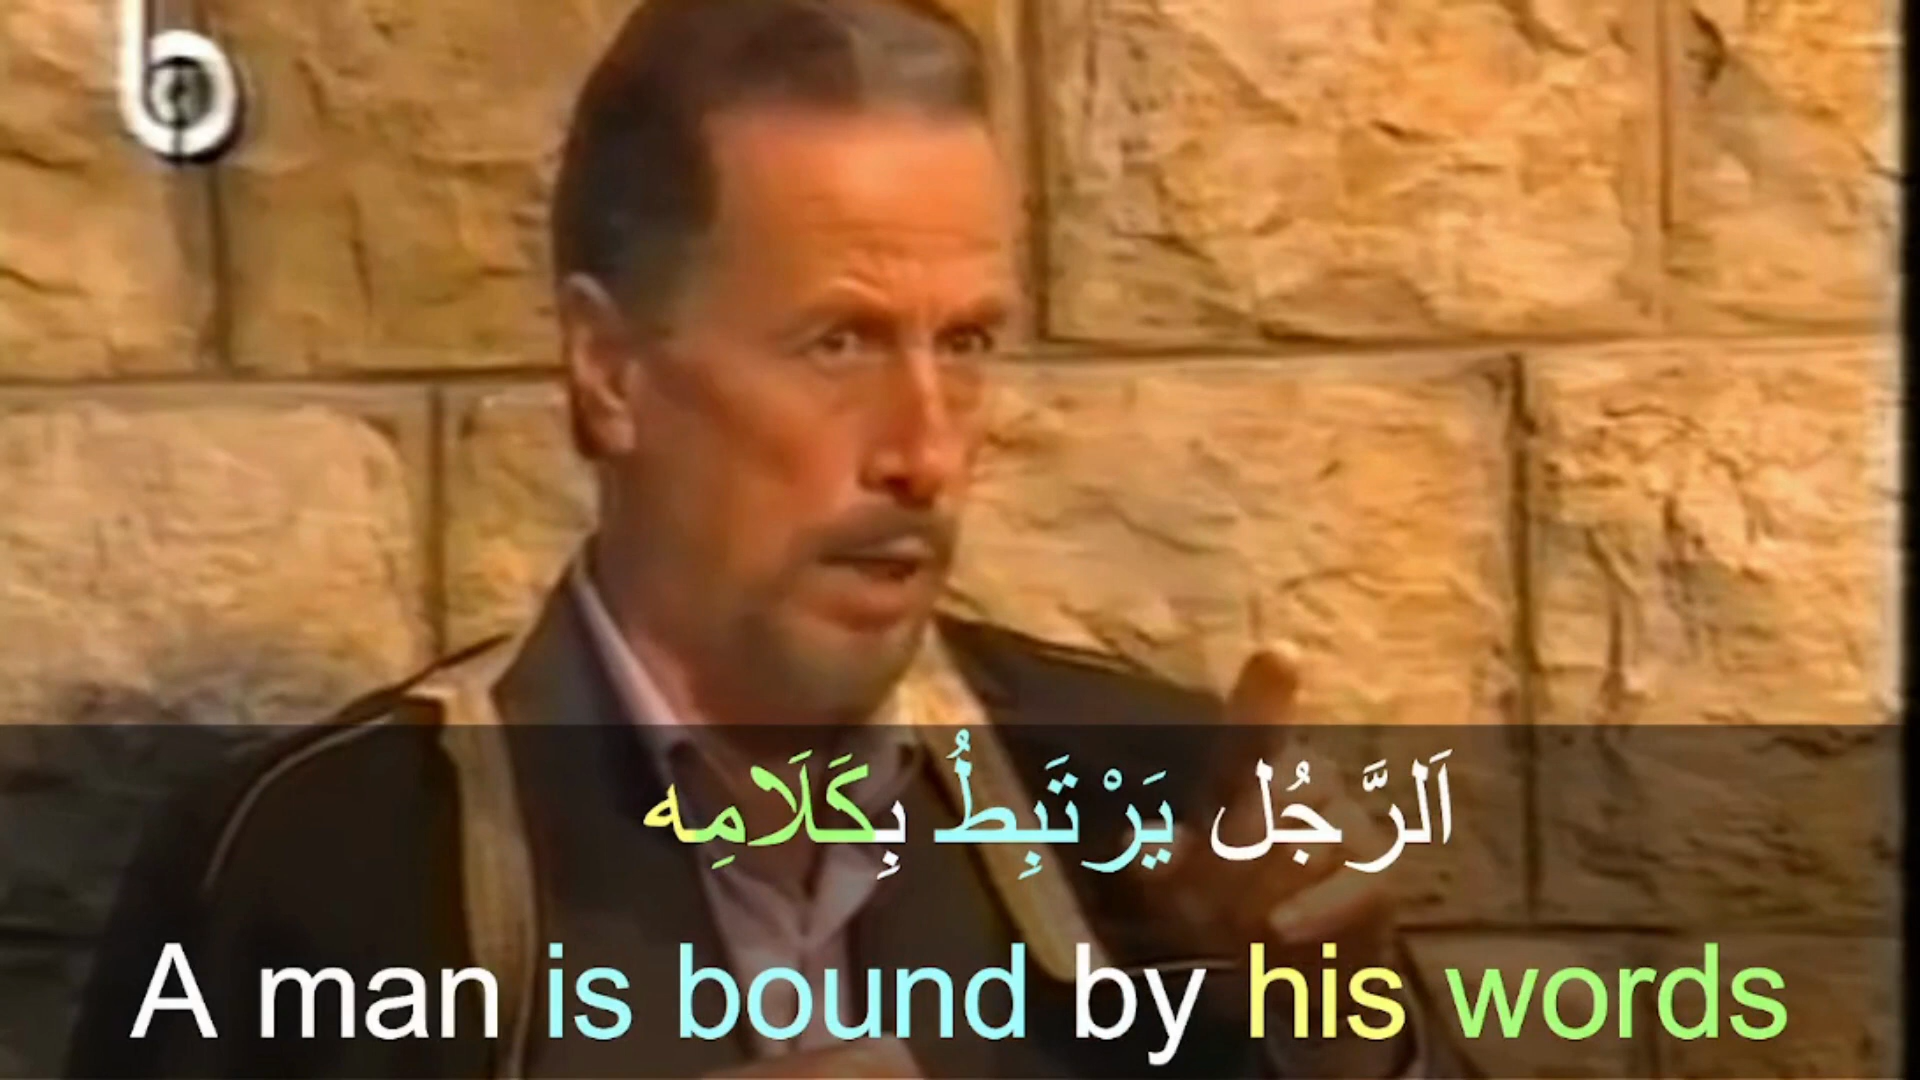 اَلرَّجُل يَرْتَبِطُ بِكَلَامِه
A man is bound by his words